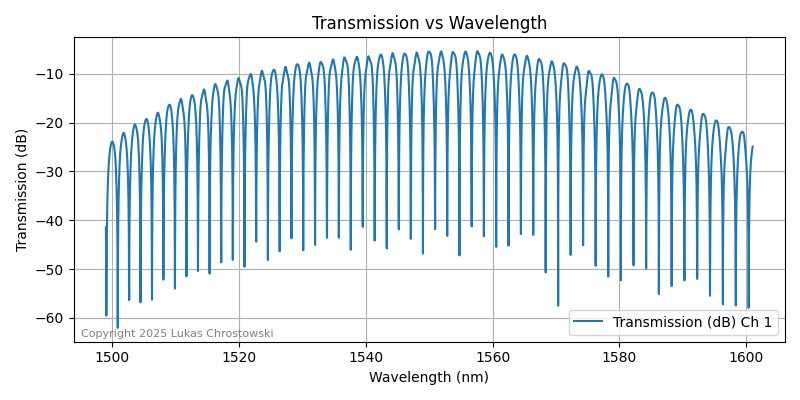 Transmission vs Wavelength
Transmission (dB)
−10
−20
−30
−40
−50
−60
Copyright 2025 Lukas Chrostowski
Transmission (dB) Ch 1
1500 1520 1540 1560 1580 1600
Wavelength (nm)